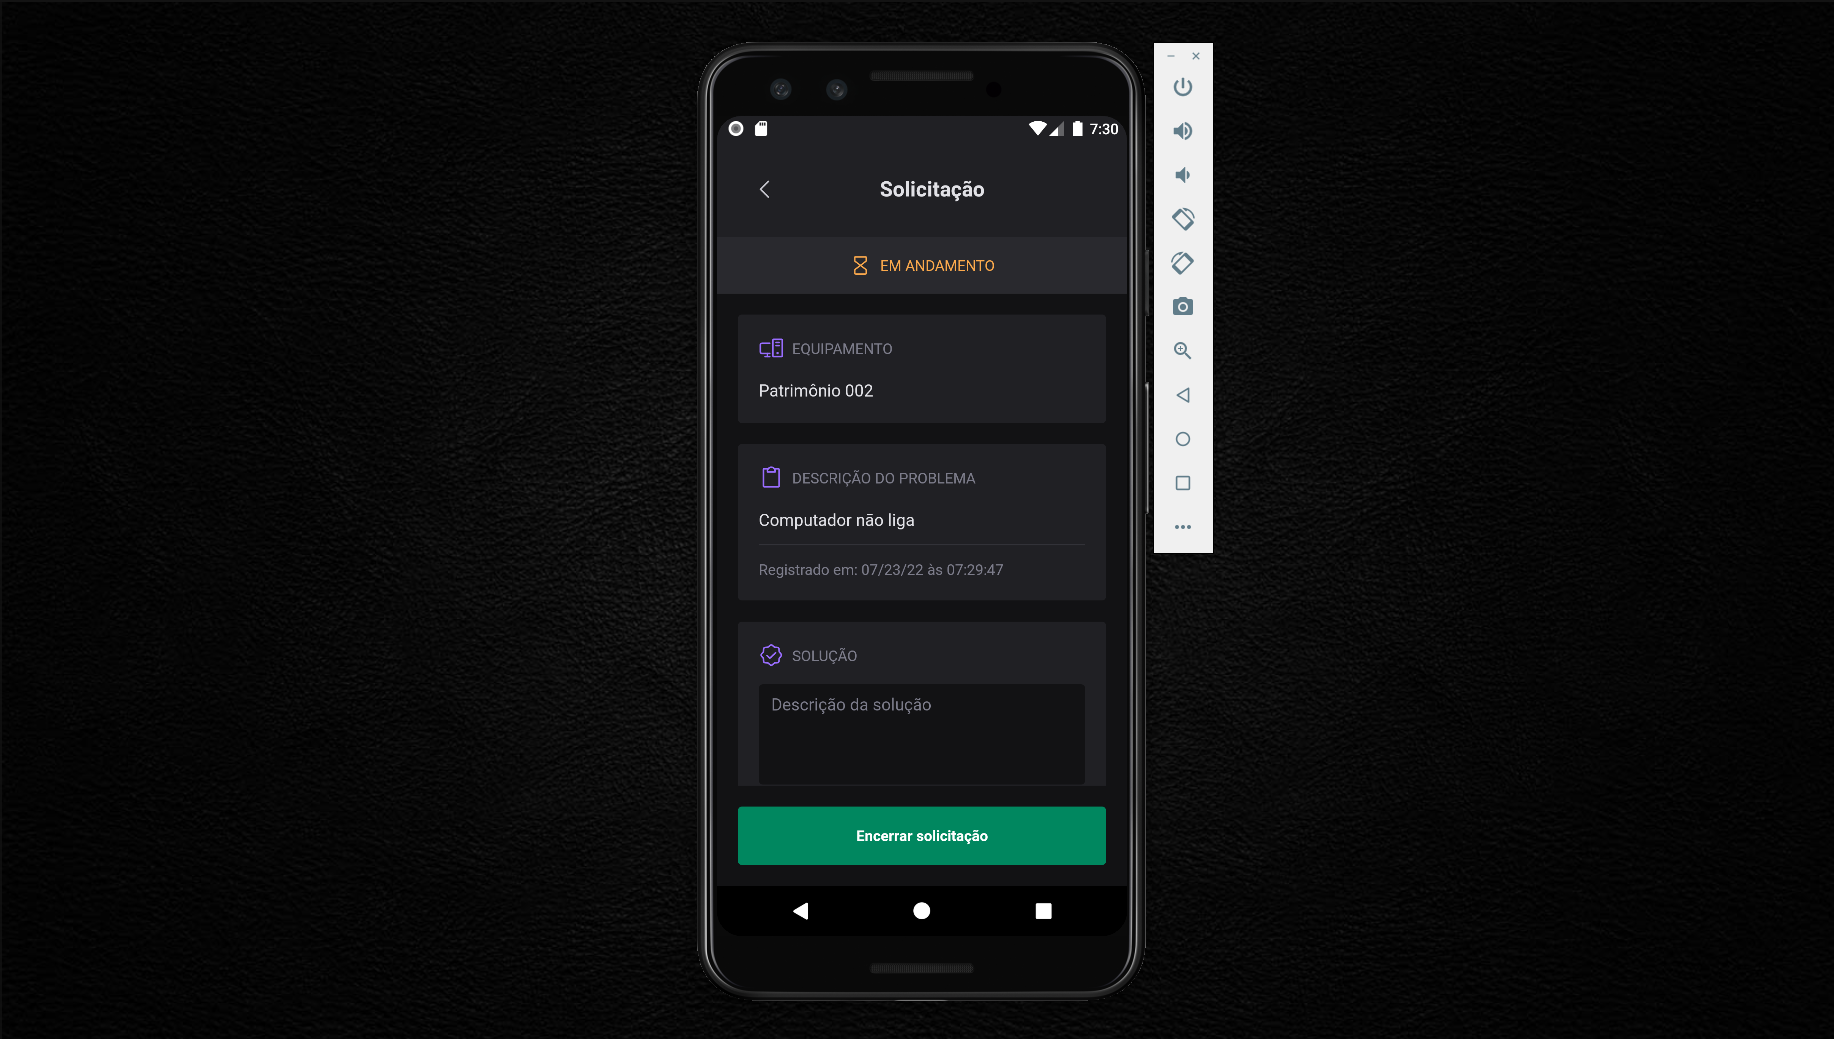 7:30
Solicitação
EM ANDAMENTO
EQUIPAMENTO
Patrimônio 002
DESCRIÇÃO DO PROBLEMA
Computador não liga
Registrado em: 07/23/22 às 07:29:47
SOLUÇÃO
Descrição da solução
Encerrar solicitação